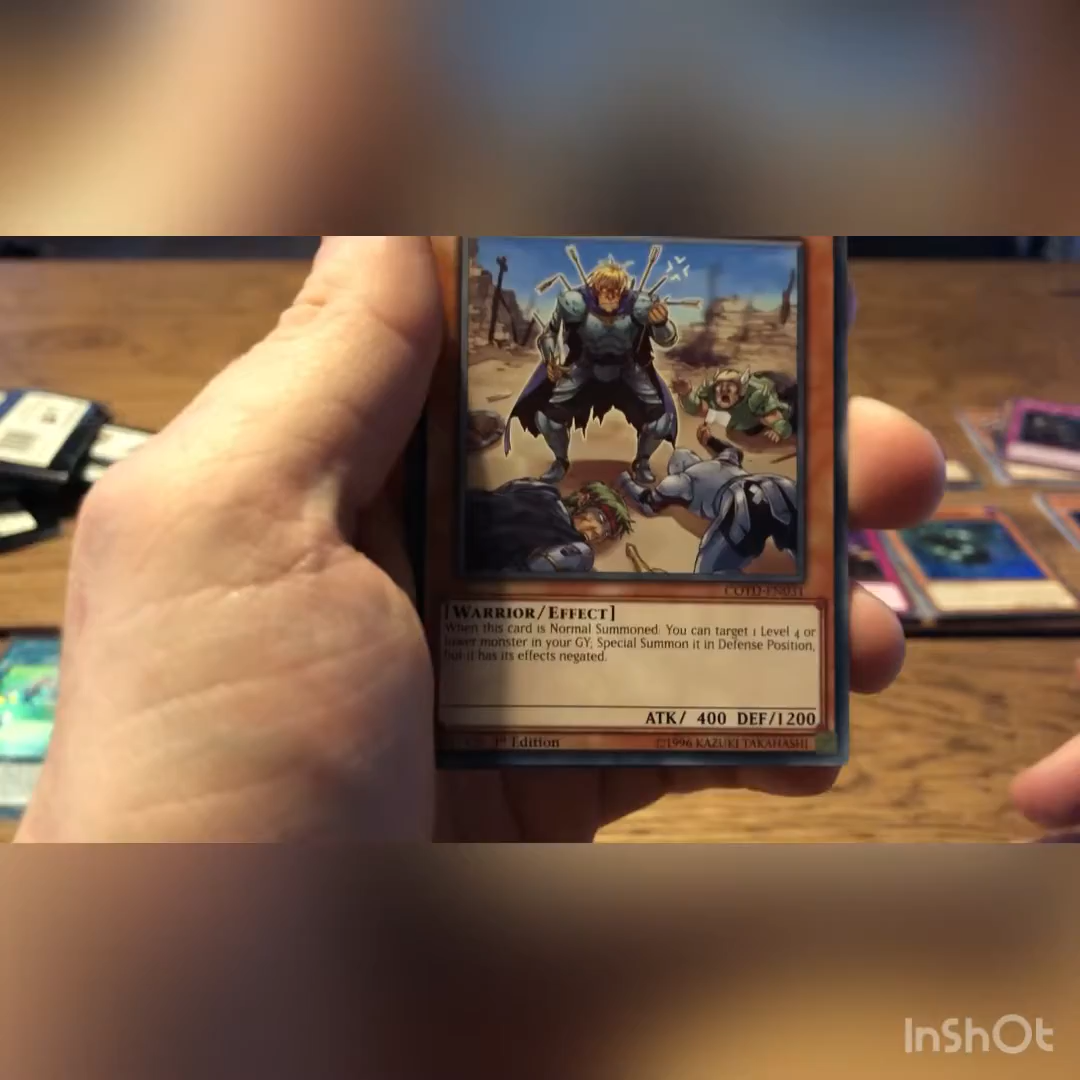 COTD-EN031
[WARRIOR/EFFECT]
When this card is Normal Summoned: You can target 1 Level 4 or
lower monster in your GY; Special Summon it in Defense Position,
but it has its effects negated.
ATK/ 400 DEF/1200
1st Edition
©1996 KAZUKI TAKAHASHI
InShOt